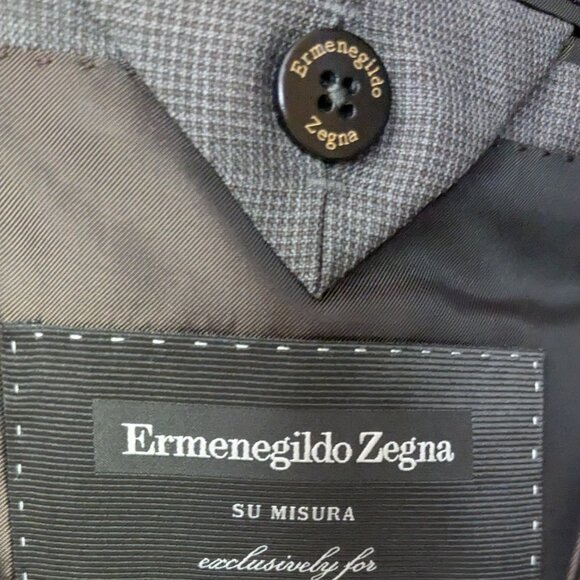 Ermenegildo
Zegna
Ermenegildo Zegna
SU MISURA
exclusively for